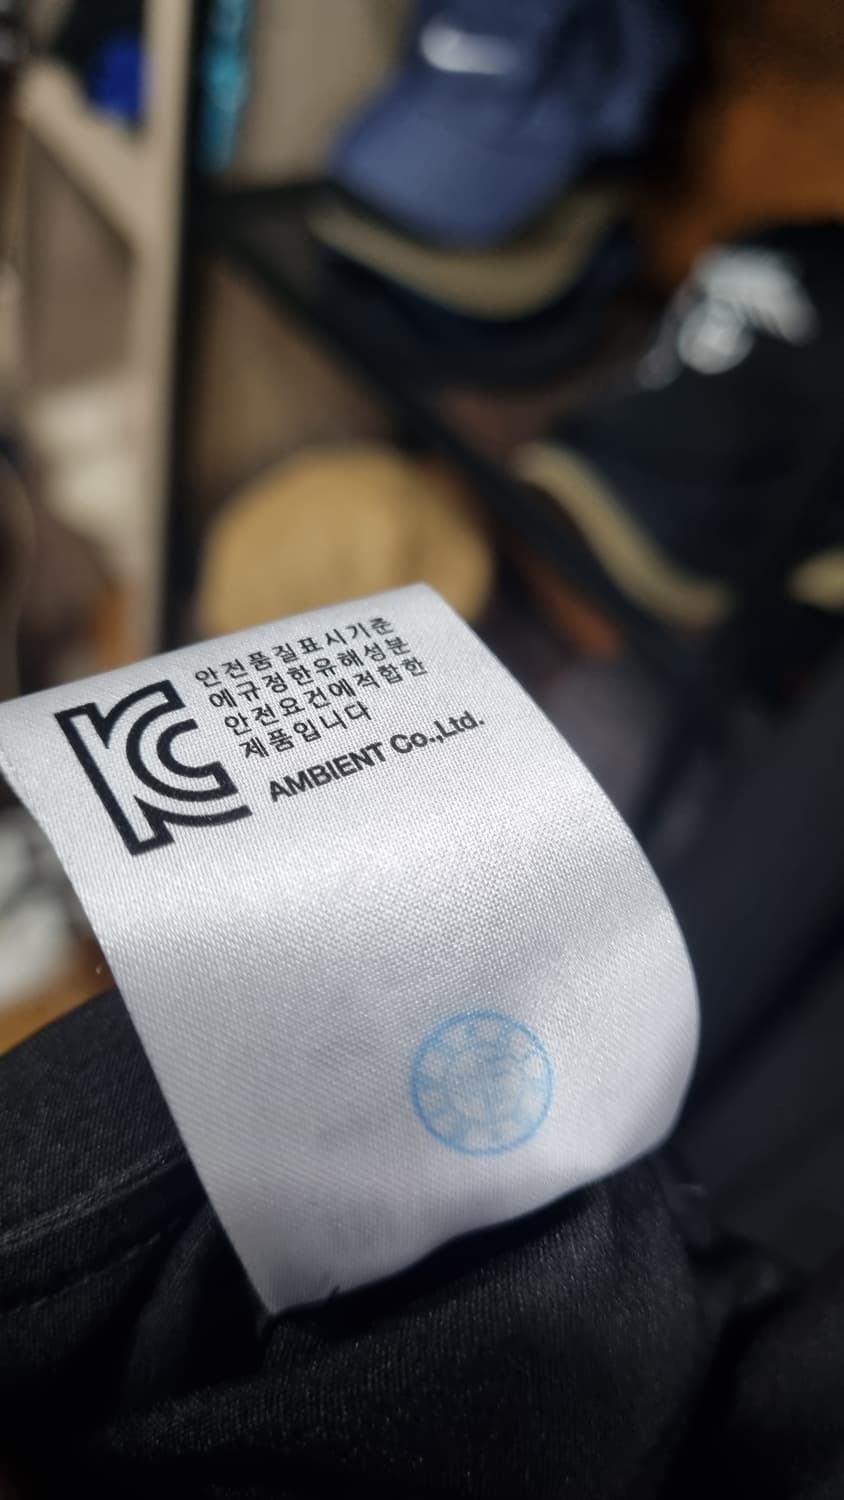 KC
안전품질표시기준
에규정한유해성분
안전요건에적합한
제품입니다
AMBIENT Co.,Ltd.